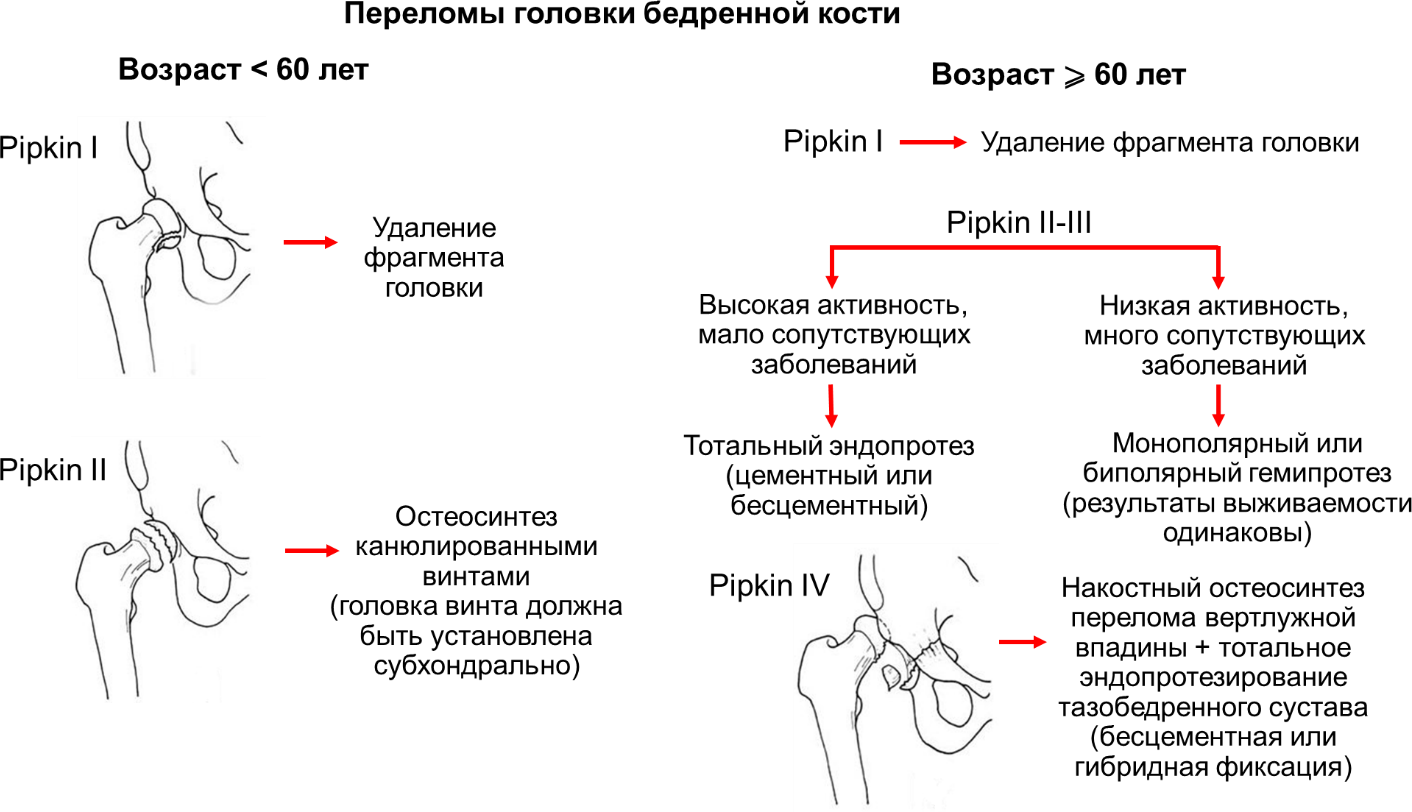 Переломы головки бедренной кости
Возраст < 60 лет
Pipkin I
Удаление
фрагмента
головки
Pipkin II
Остеосинтез
канюлированными
винтами
(головка винта должна
быть установлена
субхондрально)
Возраст ⩾ 60 лет
Pipkin I
Удаление фрагмента головки
Pipkin II-III
Высокая активность,
мало сопутствующих
заболеваний
Тотальный эндопротез
(цементный или
бесцементный)
Низкая активность,
много сопутствующих
заболеваний
Монополярный или
биполярный гемипротез
(результаты выживаемости
одинаковы)
Pipkin IV
Накостный остеосинтез
перелома вертлужной
впадины + тотальное
эндопротезирование
тазобедренного сустава
(бесцементная или
гибридная фиксация)